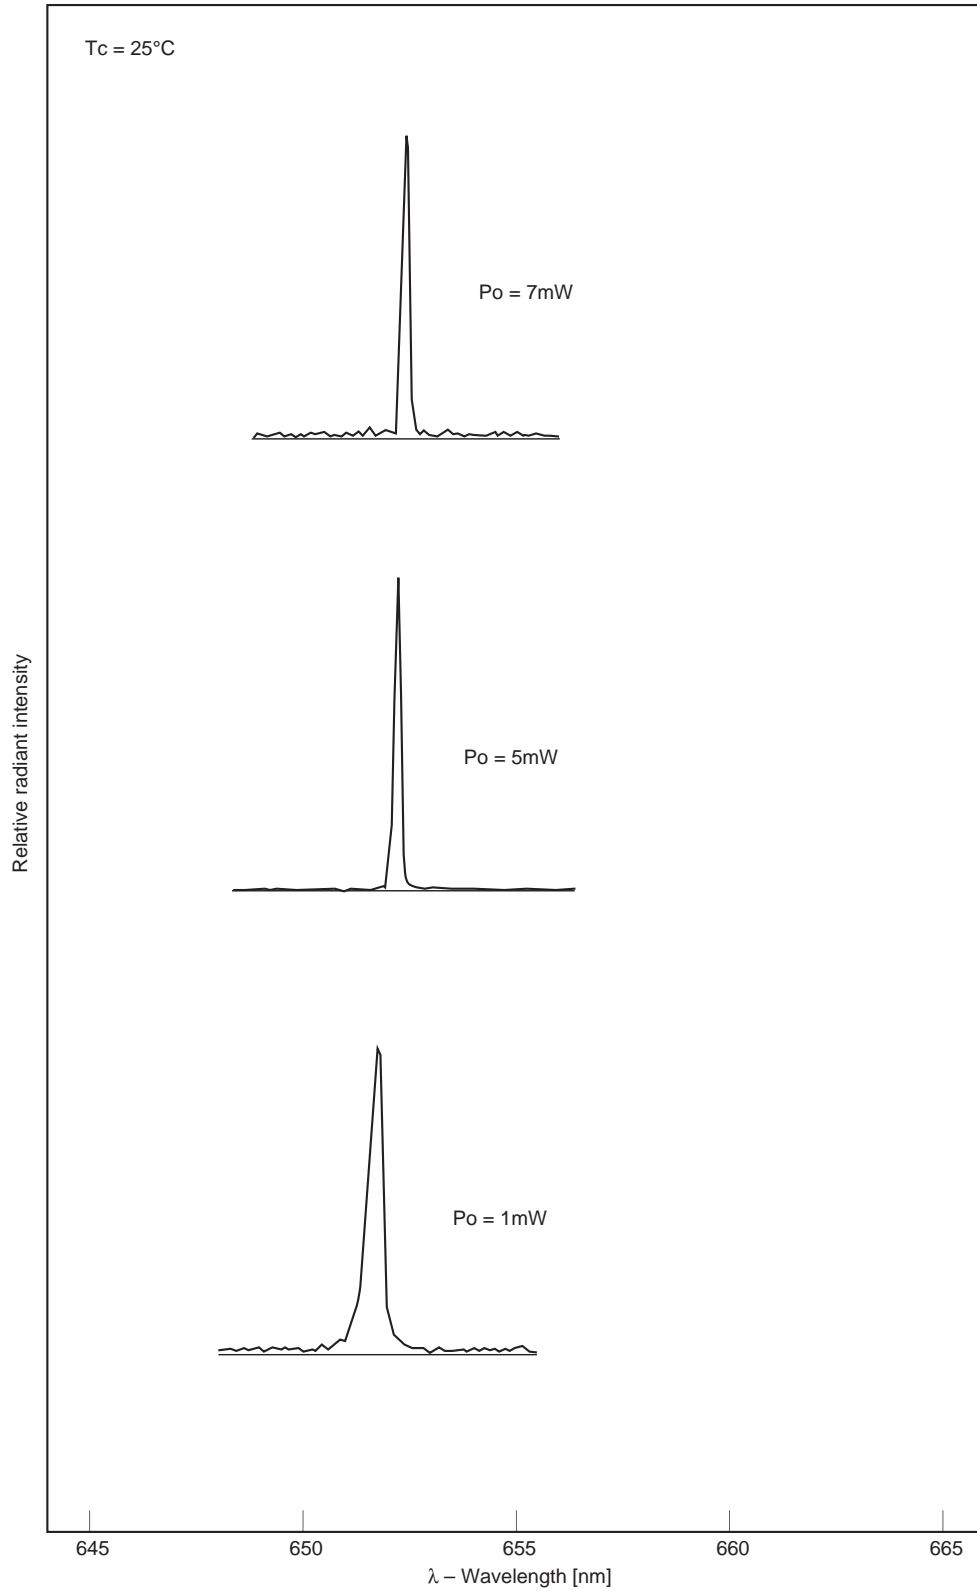 Tc = 25°C
Po = 7mW
Po = 5mW
Po = 1mW
Relative radiant intensity
645 650 655 660 665
λ – Wavelength [nm]